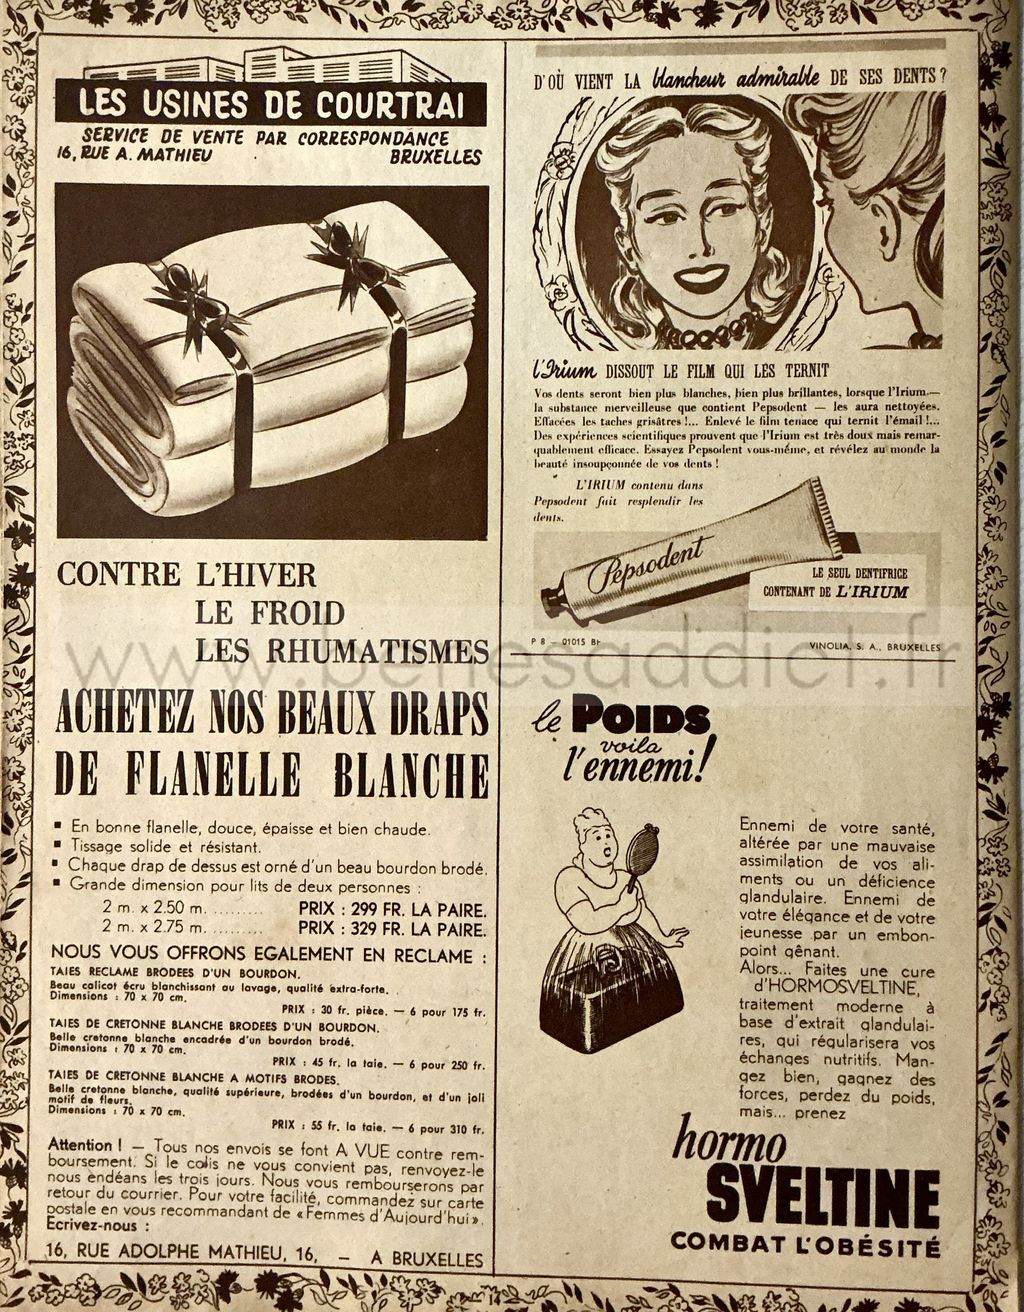 LES USINES DE COURTRAI
SERVICE DE VENTE PAR CORRESPONDANCE
16, RUE A. MATHIEU BRUXELLES
CONTRE L'HIVER
LE FROID
LES RHUMATISMES
ACHETEZ NOS BEAUX DRAPS
DE FLANELLE BLANCHE
▪ En bonne flanelle, douce, épaisse et bien chaude.
▪ Tissage solide et résistant.
▪ Chaque drap de dessus est orné d'un beau bourdon brodé.
▪ Grande dimension pour lits de deux personnes :
2 m. x 2.50 m. .......... PRIX : 299 FR. LA PAIRE.
2 m. x 2.75 m. .......... PRIX : 329 FR. LA PAIRE.
NOUS VOUS OFFRONS EGALEMENT EN RECLAME :
TAIES RECLAME BRODEES D'UN BOURDON.
Beau calicot écru blanchissant au lavage, qualité extra-forte.
Dimensions : 70 x 70 cm.
PRIX : 30 fr. pièce. — 6 pour 175 fr.
TAIES DE CRETONNE BLANCHE BRODEES D'UN BOURDON.
Belle cretonne blanche encadrée d'un bourdon brodé.
Dimensions : 70 x 70 cm.
PRIX : 45 fr. la taie. — 6 pour 250 fr.
TAIES DE CRETONNE BLANCHE A MOTIFS BRODES.
Belle cretonne blanche, qualité supérieure, brodées d'un bourdon, et d'un joli
motif de fleurs.
Dimensions : 70 x 70 cm.
PRIX : 55 fr. la taie. — 6 pour 310 fr.
Attention ! — Tous nos envois se font A VUE contre rem-
boursement. Si le colis ne vous convient pas, renvoyez-le
nous endéans les trois jours. Nous vous rembourserons par
retour du courrier. Pour votre facilité, commandez sur carte
postale en vous recommandant de « Femmes d'Aujourd'hui ».
Ecrivez-nous :
16, RUE ADOLPHE MATHIEU, 16, — A BRUXELLES
D'OÙ VIENT LA blancheur admirable DE SES DENTS ?
l'Irium DISSOUT LE FILM QUI LES TERNIT
Vos dents seront bien plus blanches, bien plus brillantes, lorsque l'Irium —
la substance merveilleuse que contient Pepsodent — les aura nettoyées.
Effacées les taches grisâtres !... Enlevé le film tenace qui ternit l'émail !...
Des expériences scientifiques prouvent que l'Irium est très doux mais remar-
quablement efficace. Essayez Pepsodent vous-même, et révélez au monde la
beauté insoupçonnée de vos dents !
L'IRIUM contenu dans
Pepsodent fait resplendir les
dents.
Pepsodent
LE SEUL DENTIFRICE
CONTENANT DE L'IRIUM
P 8 — 01015 BF
VINOLIA, S. A., BRUXELLES
www.benesaddict.fr
le POIDS
voila
l'ennemi !
Ennemi de votre santé,
altérée par une mauvaise
assimilation de vos ali-
ments ou un déficience
glandulaire. Ennemi de
votre élégance et de votre
jeunesse par un embon-
point gênant.
Alors... Faites une cure
d'HORMOSVELTINE,
traitement moderne à
base d'extrait glandulai-
res, qui régularisera vos
échanges nutritifs. Man-
gez bien, gagnez des
forces, perdez du poids,
mais... prenez
hormo
SVELTINE
COMBAT L'OBÉSITÉ
14